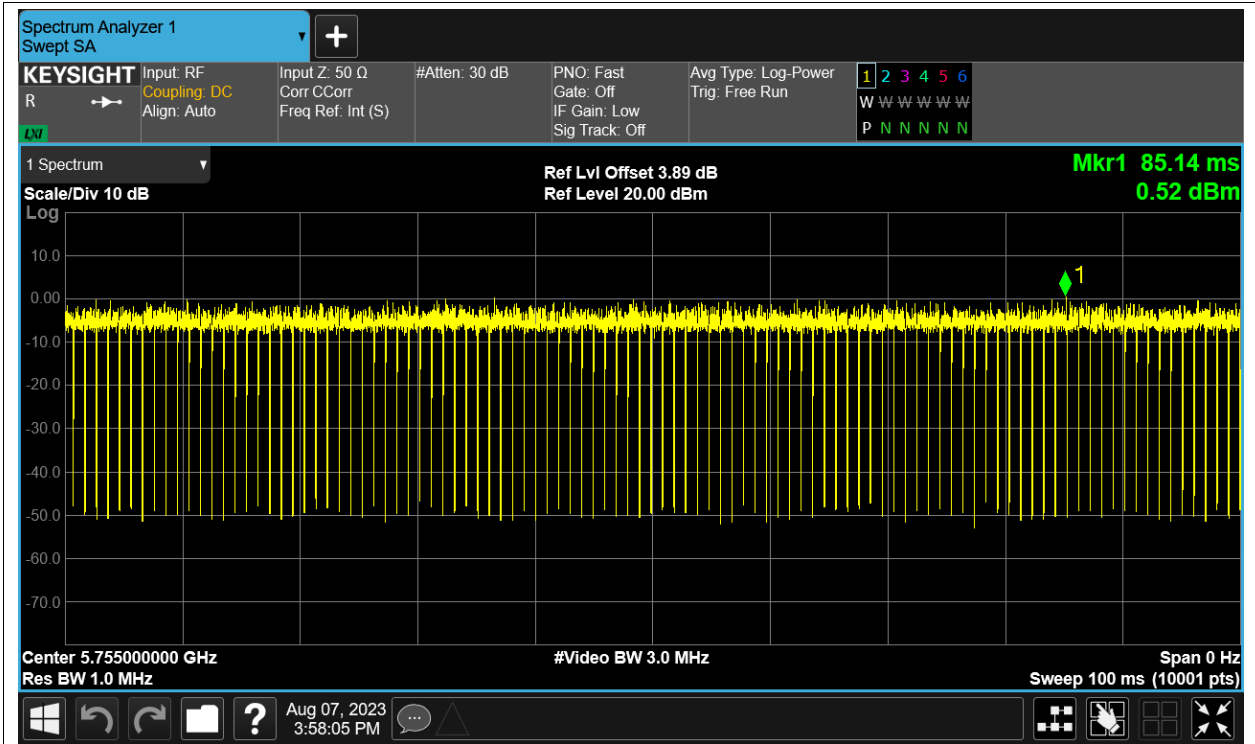 Spectrum Analyzer 1
Swept SA
KEYSIGHT
R
LXI
Input: RF
Coupling: DC
Align: Auto
Input Z: 50 Ω
Corr CCorr
Freq Ref: Int (S)
#Atten: 30 dB
PNO: Fast
Gate: Off
IF Gain: Low
Sig Track: Off
Avg Type: Log-Power
Trig: Free Run
1 2 3 4 5 6
W W W W W W
P N N N N N
1 Spectrum
Scale/Div 10 dB
Log
Ref Lvl Offset 3.89 dB
Ref Level 20.00 dBm
Mkr1 85.14 ms
0.52 dBm
1
10.0
0.00
-10.0
-20.0
-30.0
-40.0
-50.0
-60.0
-70.0
Center 5.755000000 GHz
Res BW 1.0 MHz
#Video BW 3.0 MHz
Span 0 Hz
Sweep 100 ms (10001 pts)
?
Aug 07, 2023
3:58:05 PM